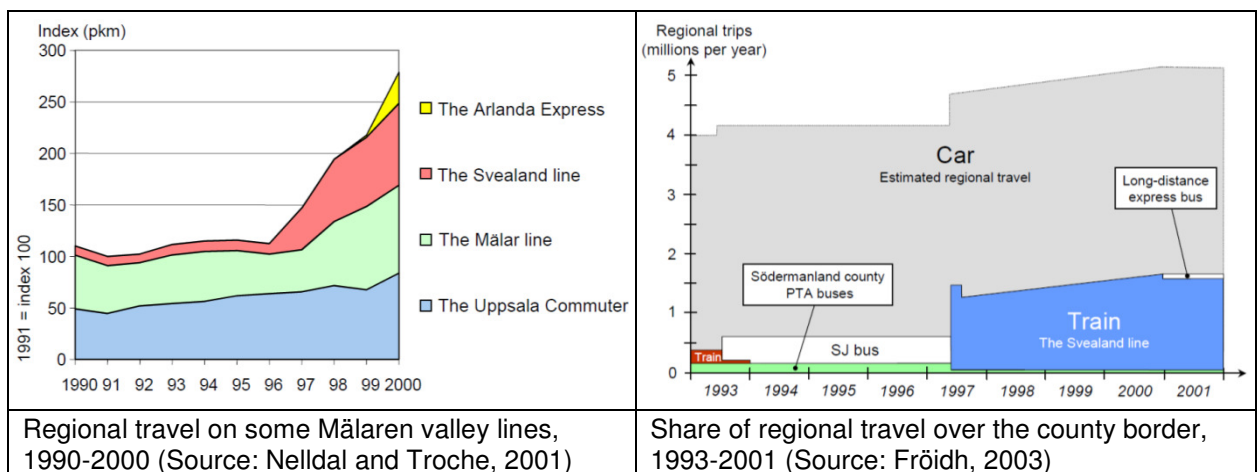 Index (pkm)
300
250
200
150
100
50
0
1991 = index 100
1990 91 92 93 94 95 96 97 98 99 2000
The Arlanda Express
The Svealand line
The Mälar line
The Uppsala Commuter
Regional trips
(millions per year)
5
4
3
2
1
0
Car
Estimated regional travel
Long-distance
express bus
Södermanland county
PTA buses
Train
SJ bus
Train
The Svealand line
1993 1994 1995 1996 1997 1998 1999 2000 2001
Regional travel on some Mälaren valley lines,
1990-2000 (Source: Nelldal and Troche, 2001)
Share of regional travel over the county border,
1993-2001 (Source: Fröidh, 2003)